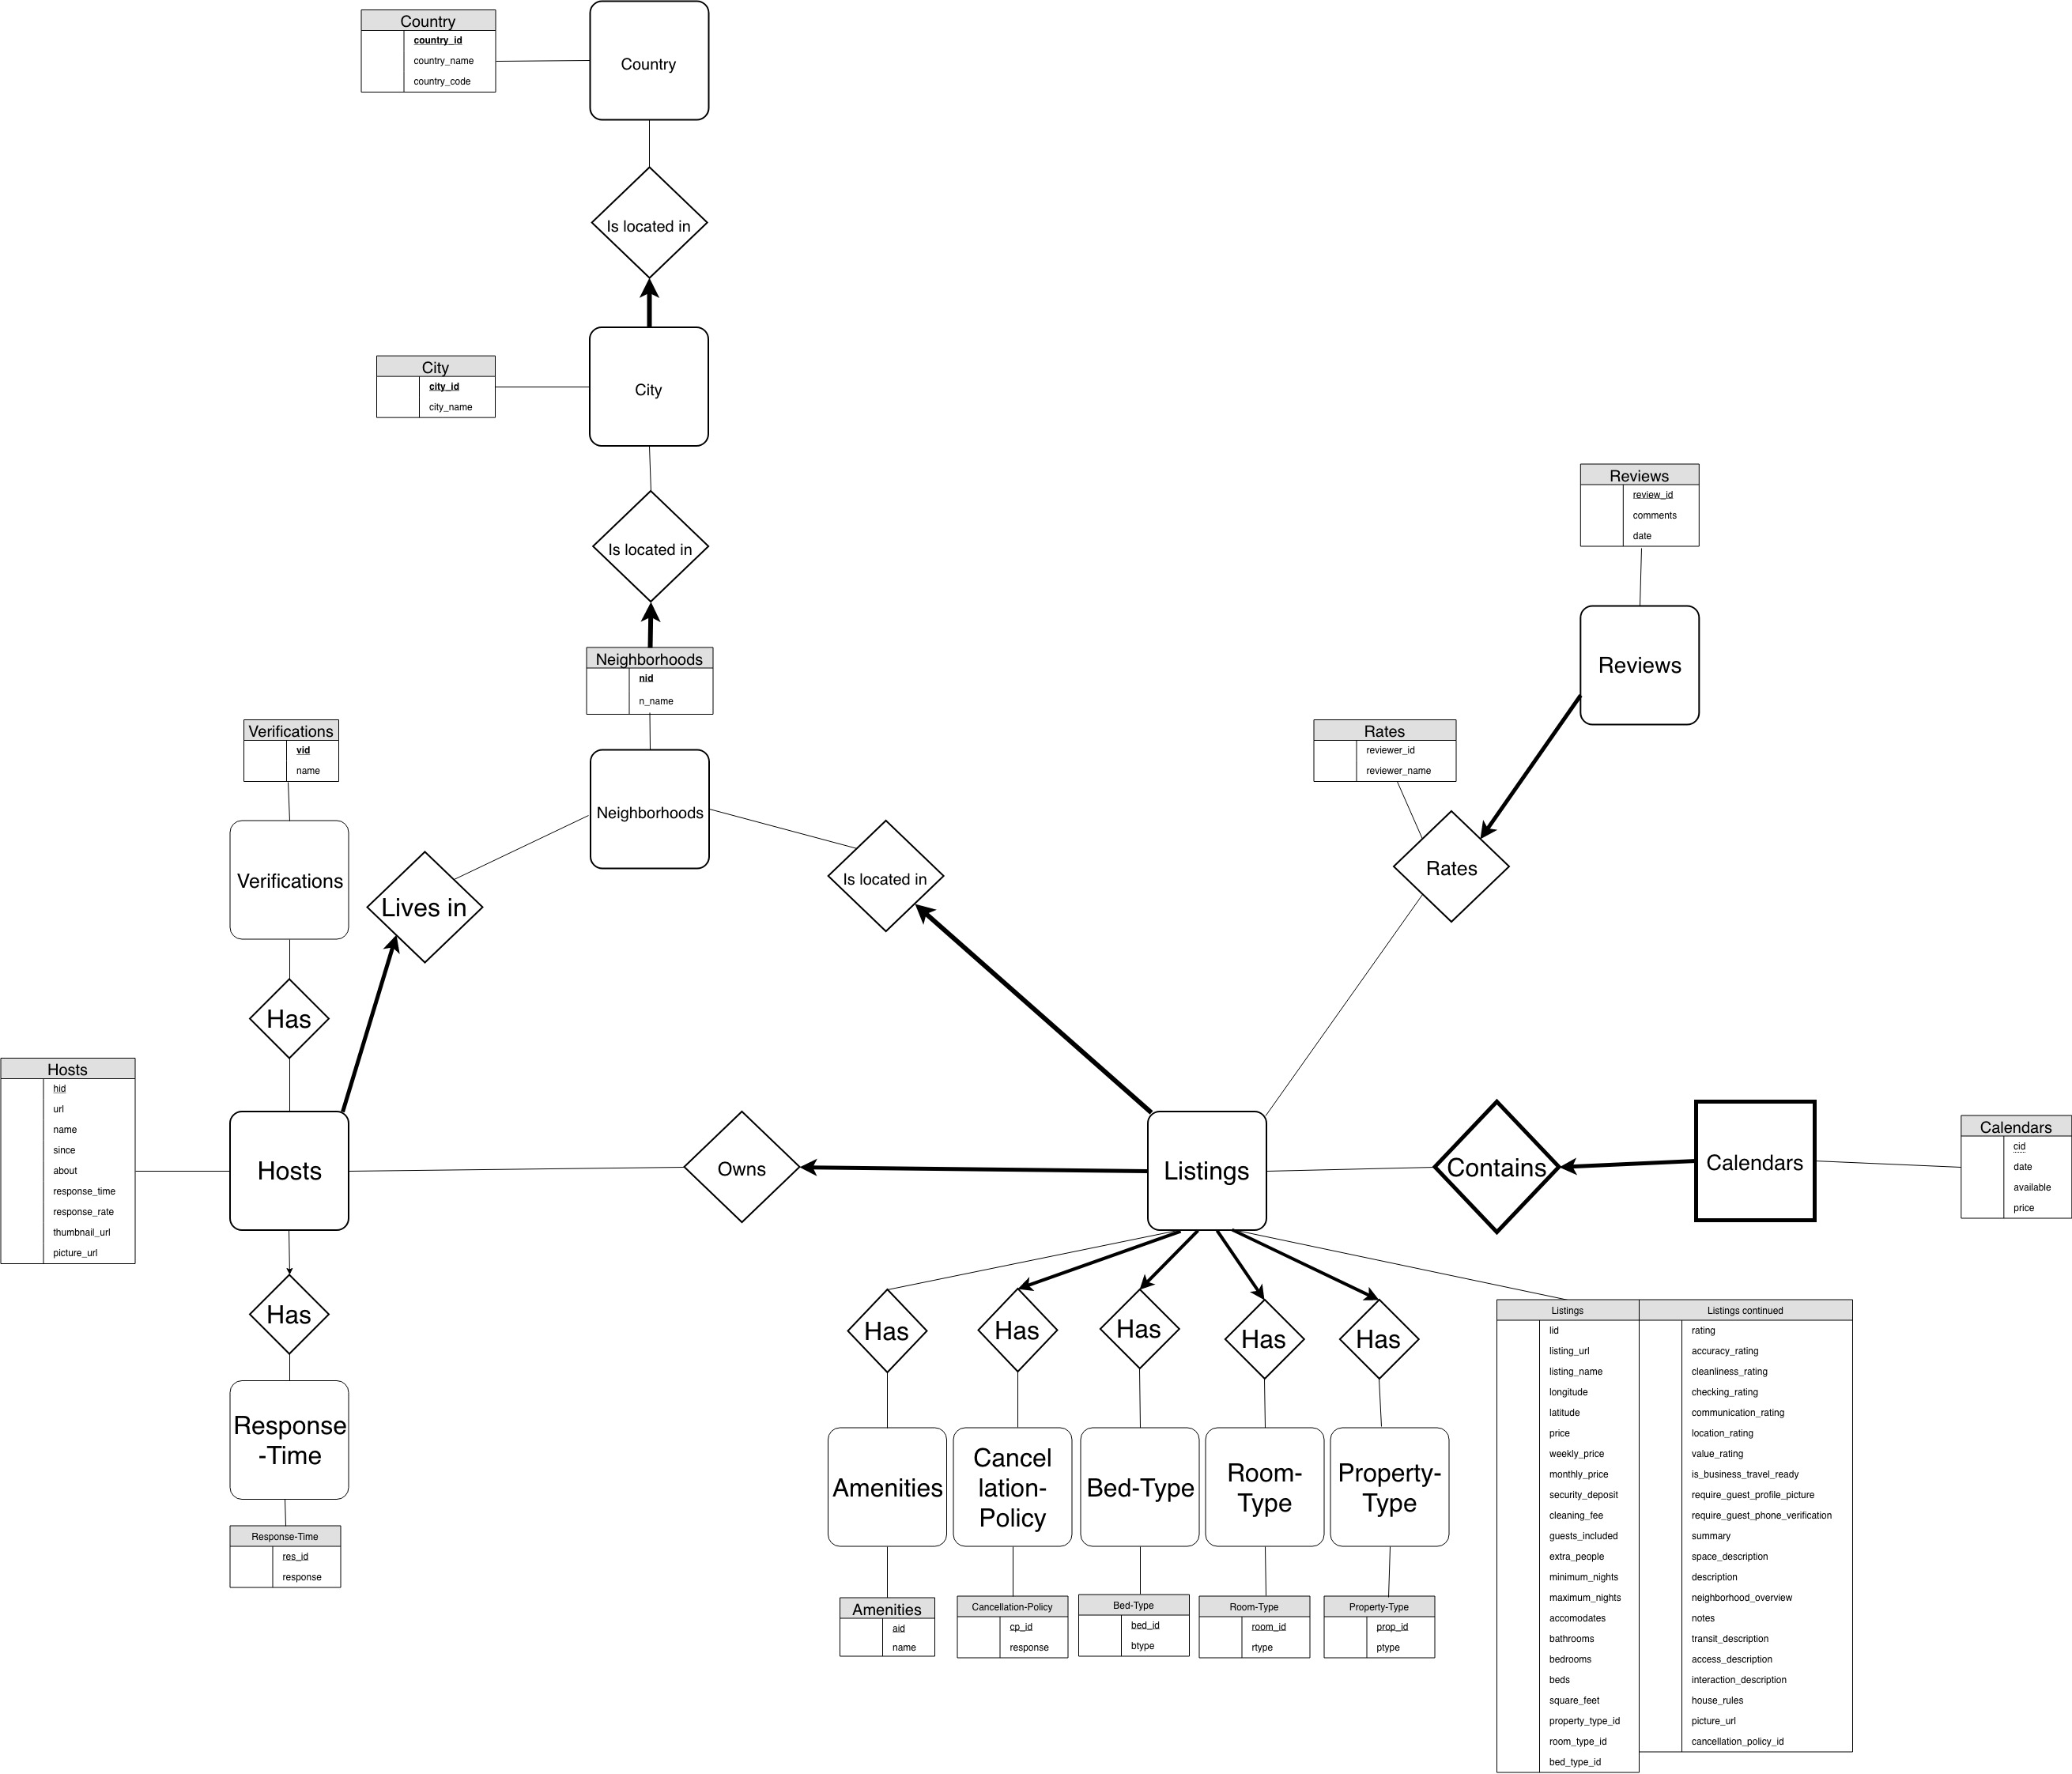 Country
country_id
country_name
country_code
Country
Is located in
City
city_id
city_name
City
Is located in
Neighborhoods
nid
n_name
Neighborhoods
Reviews
review_id
comments
date
Reviews
Rates
reviewer_id
reviewer_name
Rates
Verifications
vid
name
Verifications
Lives in
Is located in
Has
Hosts
hid
url
name
since
about
response_time
response_rate
thumbnail_url
picture_url
Hosts
Owns
Listings
Contains
Calendars
Calendars
cid
date
available
price
Has
Response
-Time
Response-Time
res_id
response
Has
Has
Has
Has
Has
Amenities
Cancel
lation-
Policy
Bed-Type
Room-
Type
Property-
Type
Amenities
aid
name
Cancellation-Policy
cp_id
response
Bed-Type
bed_id
btype
Room-Type
room_id
rtype
Property-Type
prop_id
ptype
Listings
lid
listing_url
listing_name
longitude
latitude
price
weekly_price
monthly_price
security_deposit
cleaning_fee
guests_included
extra_people
minimum_nights
maximum_nights
accomodates
bathrooms
bedrooms
beds
square_feet
property_type_id
room_type_id
bed_type_id
Listings continued
rating
accuracy_rating
cleanliness_rating
checking_rating
communication_rating
location_rating
value_rating
is_business_travel_ready
require_guest_profile_picture
require_guest_phone_verification
summary
space_description
description
neighborhood_overview
notes
transit_description
access_description
interaction_description
house_rules
picture_url
cancellation_policy_id